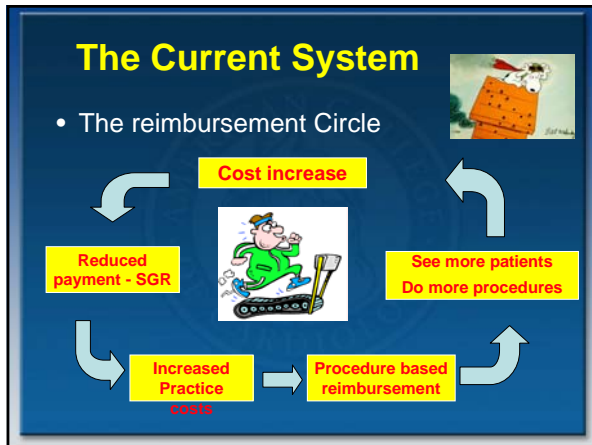 The Current System
• The reimbursement Circle
Cost increase
Reduced
payment - SGR
See more patients
Do more procedures
Increased
Practice
costs
Procedure based
reimbursement